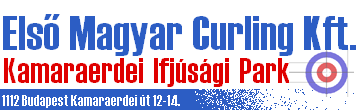 Első Magyar Curling Kft.
Kamaraerdei Ifjúsági Park
1112 Budapest Kamaraerdei út 12-14.